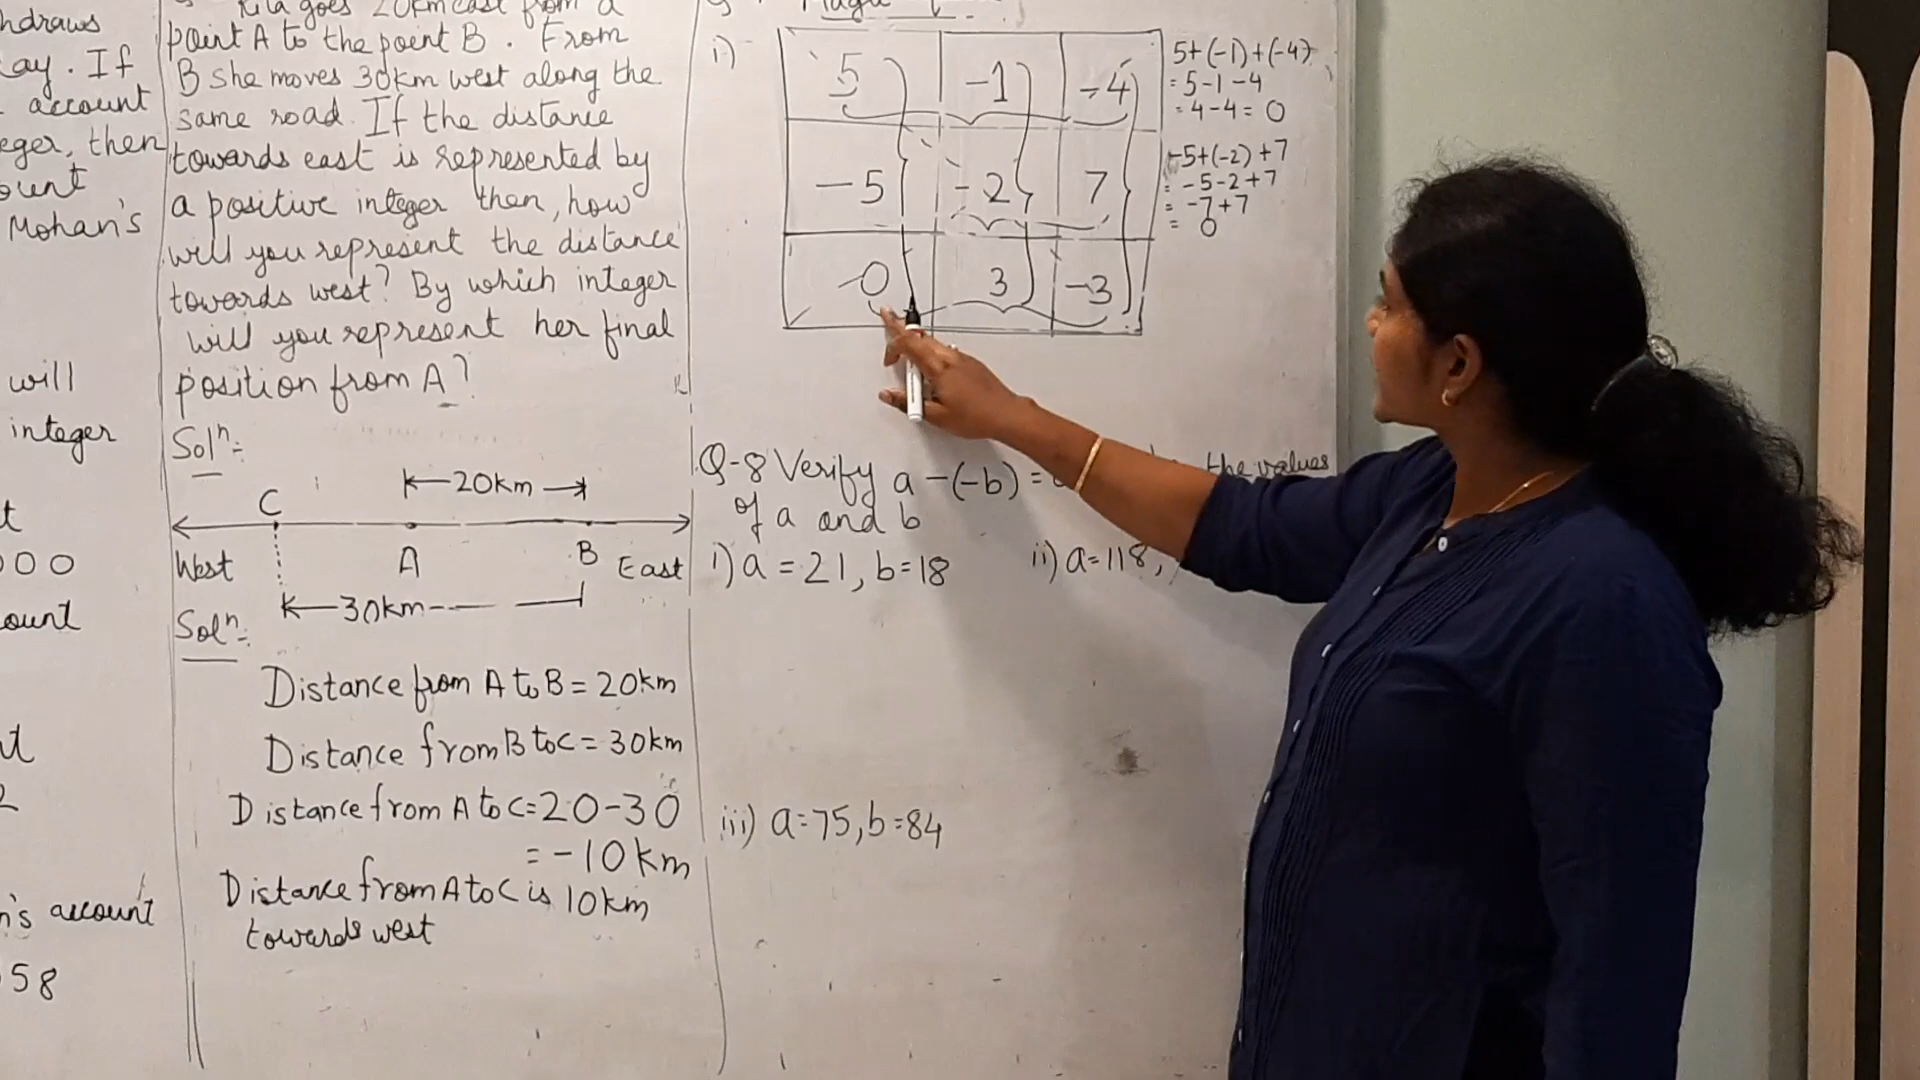 hdraws
ay. If
account
eger, then
ount
Mohan's
will
integer
t
000
ount
n's account
58
goes 20km east from a
point A to the point B. From
B she moves 30km west along the
same road. If the distance
towards east is represented by
a positive integer then, how
will you represent the distance
towards west? By which integer
will you represent her final
position from A?
Solⁿ=
20km
C
A
B
West
East
30km
Solⁿ=
Distance from A to B = 20km
Distance from B to C = 30km
Distance from A to C = 20-30
= -10km
Distance from A to C is 10km
towards west
i)
5 -1 -4
-5 -2 7
-0 3 -3
5+(-1)+(-4)
= 5-1-4
= 4-4= 0
-5+(-2)+7
= -5-2+7
= -7+7
= 0
Q-8 Verify a-(-b)= the values
of a and b
i) a = 21, b=18
ii) a=118,
iii) a=75, b=84